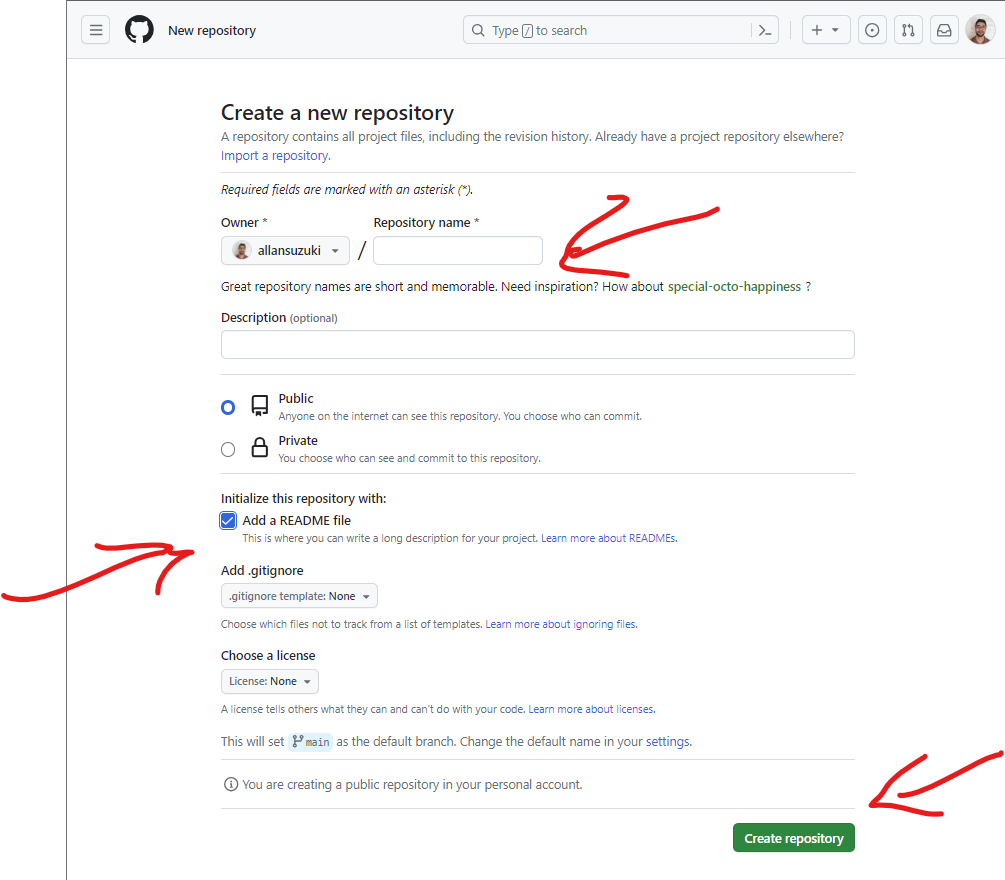 New repository
Type / to search
Create a new repository
A repository contains all project files, including the revision history. Already have a project repository elsewhere?
Import a repository.
Required fields are marked with an asterisk (*).
Owner * Repository name *
allansuzuki /
Great repository names are short and memorable. Need inspiration? How about special-octo-happiness ?
Description (optional)
Public
Anyone on the internet can see this repository. You choose who can commit.
Private
You choose who can see and commit to this repository.
Initialize this repository with:
Add a README file
This is where you can write a long description for your project. Learn more about READMEs.
Add .gitignore
.gitignore template: None
Choose which files not to track from a list of templates. Learn more about ignoring files.
Choose a license
License: None
A license tells others what they can and can't do with your code. Learn more about licenses.
This will set main as the default branch. Change the default name in your settings.
You are creating a public repository in your personal account.
Create repository